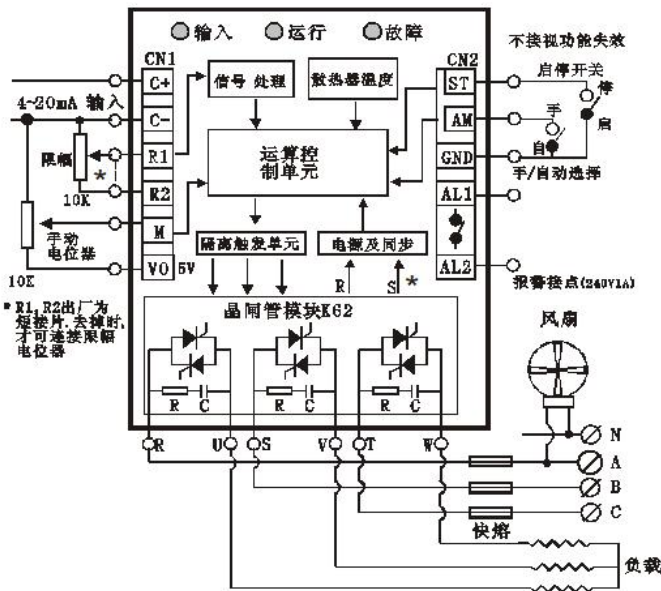 输入 运行 故障
CN1
CN2
不接视功能失效
C+
信号 处理
散热器温度
ST
启停开关
停
启
4~20mA 输入
C-
AM
手
自
限幅
*
R1
运算控
制单元
GND
手/自动选择
10K
R2
AL1
手动
电位器
M
隔离触发单元
电源及同步
10K
VO
5V
R
S
*
AL2
报警接点(240V1A)
* R1,R2出厂为
短接片.去掉时,
才可连接限幅
电位器
晶闸管模块K62
R C
R C
R C
风扇
R U S V T W
N
A
B
C
快熔
负载